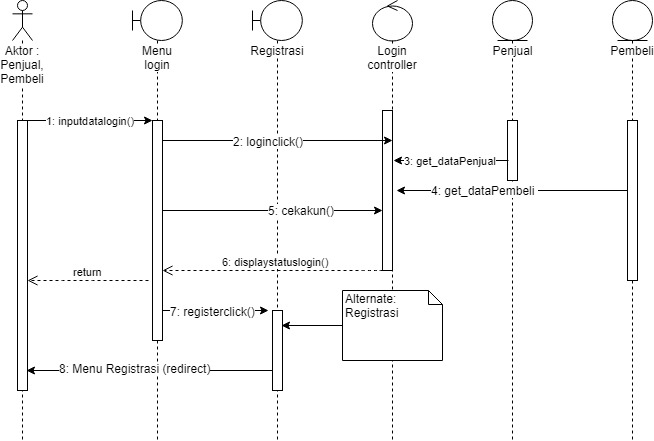 Aktor :
Penjual,
Pembeli
Menu
login
Registrasi
Login
controller
Penjual
Pembeli
1: inputdatalogin()
2: loginclick()
3: get_dataPenjual
4: get_dataPembeli
5: cekakun()
6: displaystatuslogin()
return
7: registerclick()
Alternate:
Registrasi
8: Menu Registrasi (redirect)